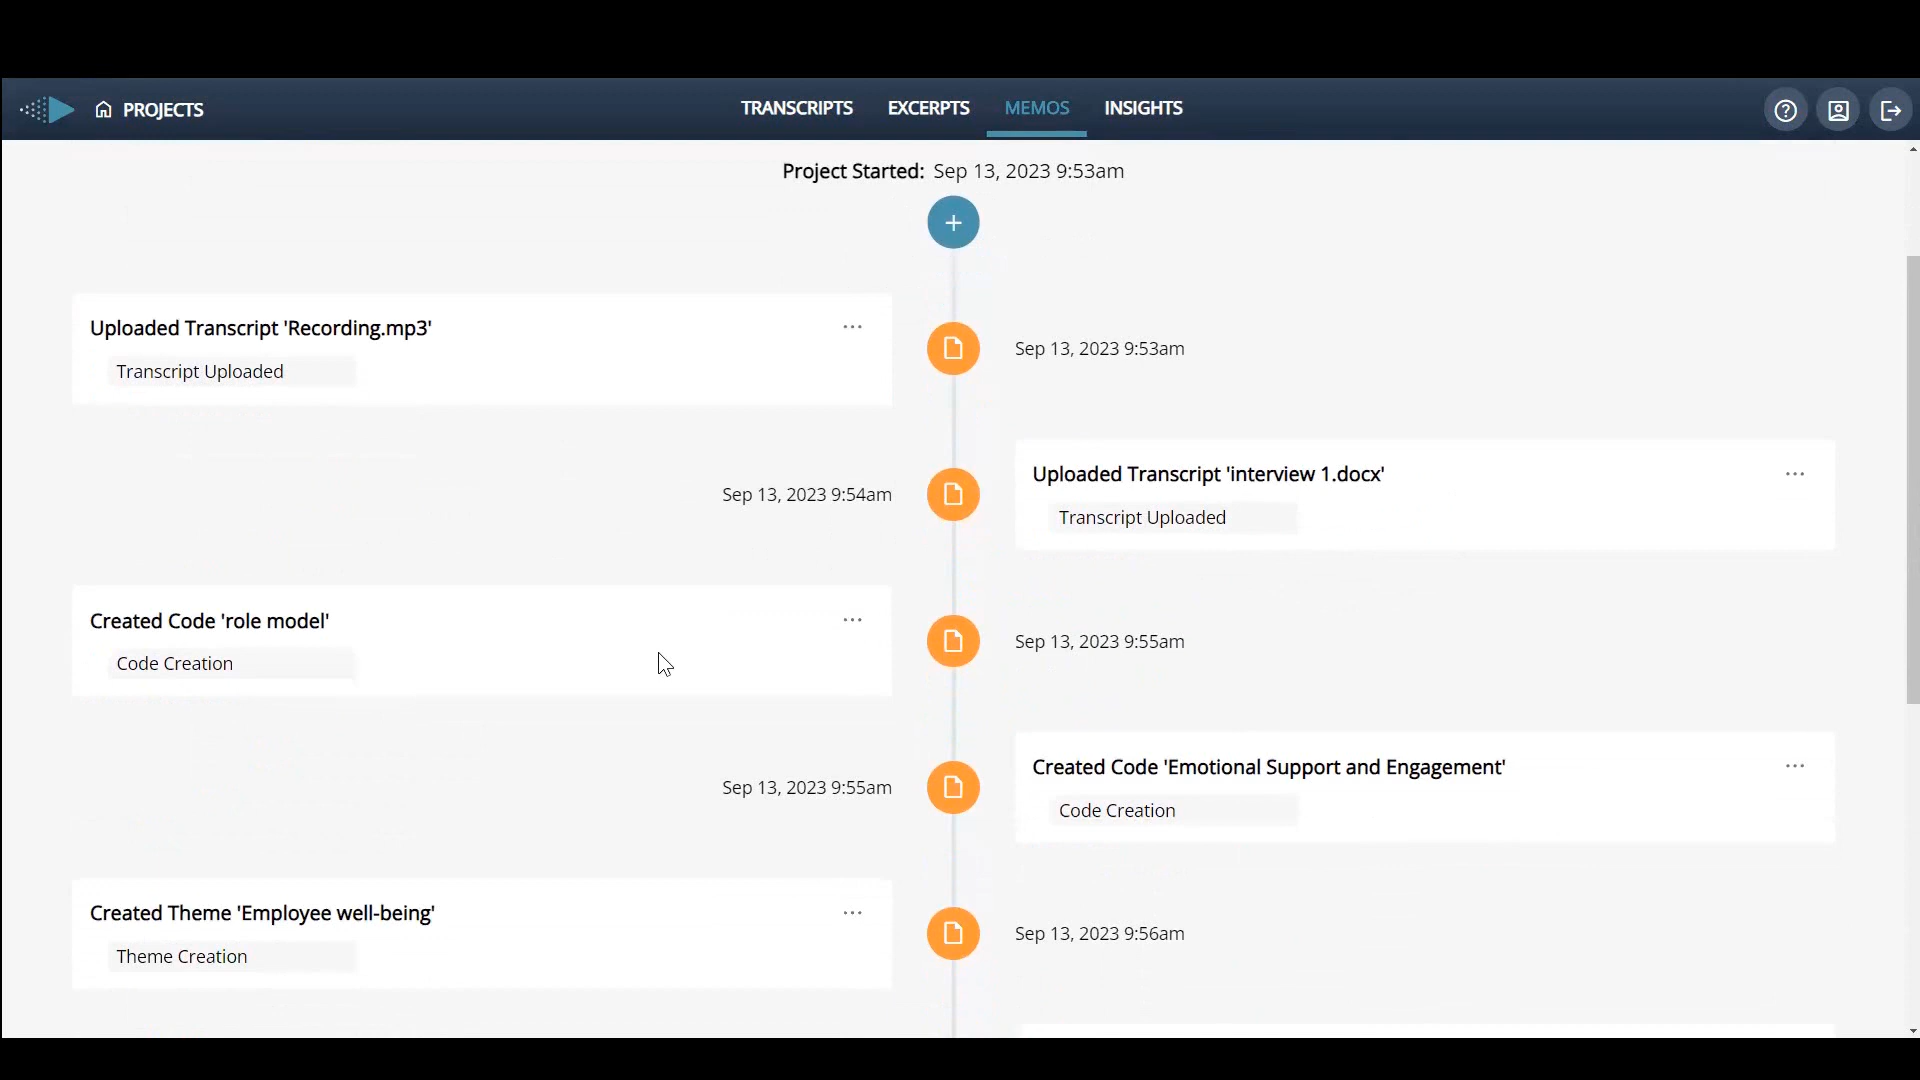 PROJECTS
TRANSCRIPTS
EXCERPTS
MEMOS
INSIGHTS
Project Started: Sep 13, 2023 9:53am
Uploaded Transcript 'Recording.mp3'
Transcript Uploaded
Sep 13, 2023 9:53am
Sep 13, 2023 9:54am
Uploaded Transcript 'interview 1.docx'
Transcript Uploaded
Created Code 'role model'
Code Creation
Sep 13, 2023 9:55am
Sep 13, 2023 9:55am
Created Code 'Emotional Support and Engagement'
Code Creation
Created Theme 'Employee well-being'
Theme Creation
Sep 13, 2023 9:56am